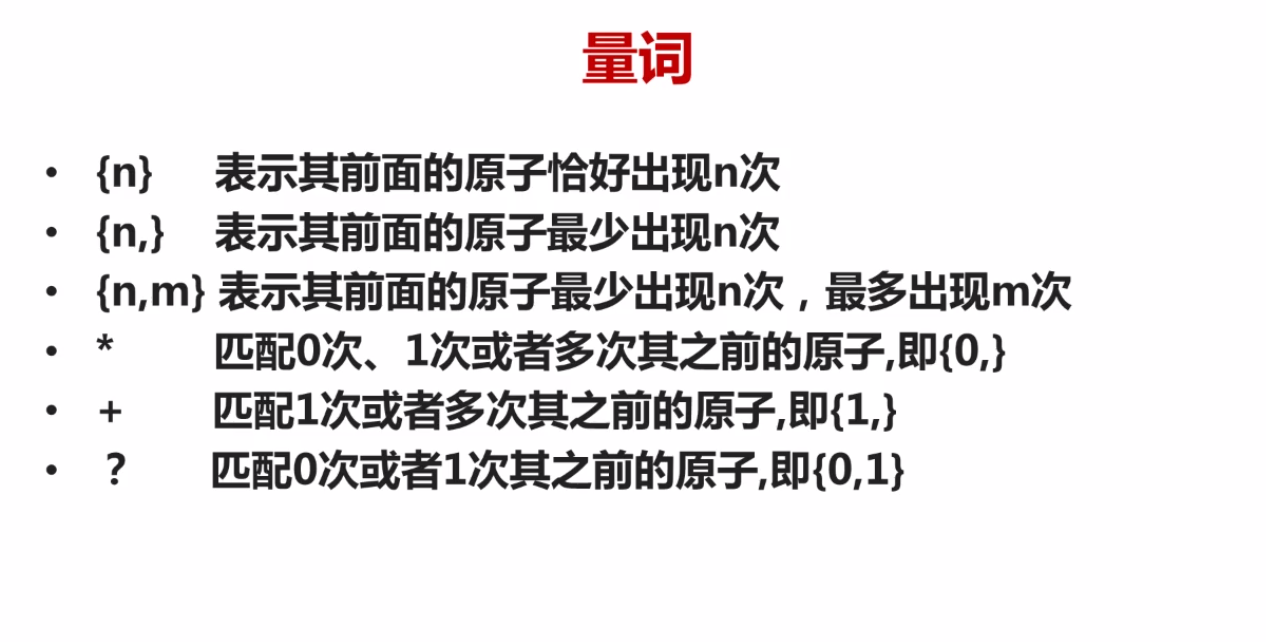 量词
• {n} 表示其前面的原子恰好出现n次
• {n,} 表示其前面的原子最少出现n次
• {n,m} 表示其前面的原子最少出现n次，最多出现m次
• * 匹配0次、1次或者多次其之前的原子,即{0,}
• + 匹配1次或者多次其之前的原子,即{1,}
• ? 匹配0次或者1次其之前的原子,即{0,1}